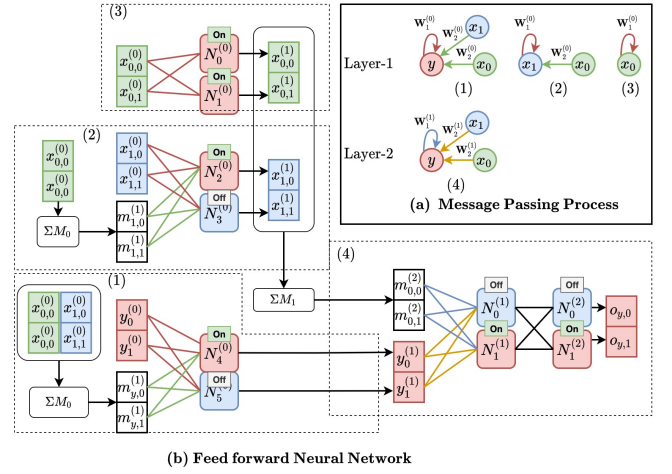 (3)
On
x_{0,0}^{(0)} N_0^{(0)} x_{0,0}^{(1)}
On
x_{0,1}^{(0)} N_1^{(0)} x_{0,1}^{(1)}
(2)
x_{0,0}^{(0)} x_{1,0}^{(0)} On N_2^{(0)} x_{1,0}^{(1)}
x_{0,0}^{(0)} x_{1,1}^{(0)} Off N_3^{(0)} x_{1,1}^{(1)}
ΣM_0 m_{1,0}^{(1)}
m_{1,1}^{(1)}
(1)
x_{0,0}^{(0)} x_{1,0}^{(0)} y_0^{(0)}
x_{0,0}^{(0)} x_{1,1}^{(0)} y_1^{(0)} On N_4^{(0)}
ΣM_0 m_{y,0}^{(1)} Off N_5^{(0)}
m_{y,1}^{(1)}
ΣM_1
(4)
m_{0,0}^{(2)} Off N_0^{(1)} Off N_0^{(2)} o_{y,0}
m_{0,1}^{(2)} On N_1^{(1)} On N_1^{(2)} o_{y,1}
y_0^{(1)}
y_1^{(1)}
W_1^{(0)} x_1 W_1^{(0)} W_1^{(0)}
W_2^{(0)} W_2^{(0)}
Layer-1 y W_2^{(0)} x_0 x_1 x_0 x_0
(1) (2) (3)
W_1^{(1)} W_2^{(1)} x_1
Layer-2 y W_2^{(1)} x_0
(4)
(a) Message Passing Process
(b) Feed forward Neural Network